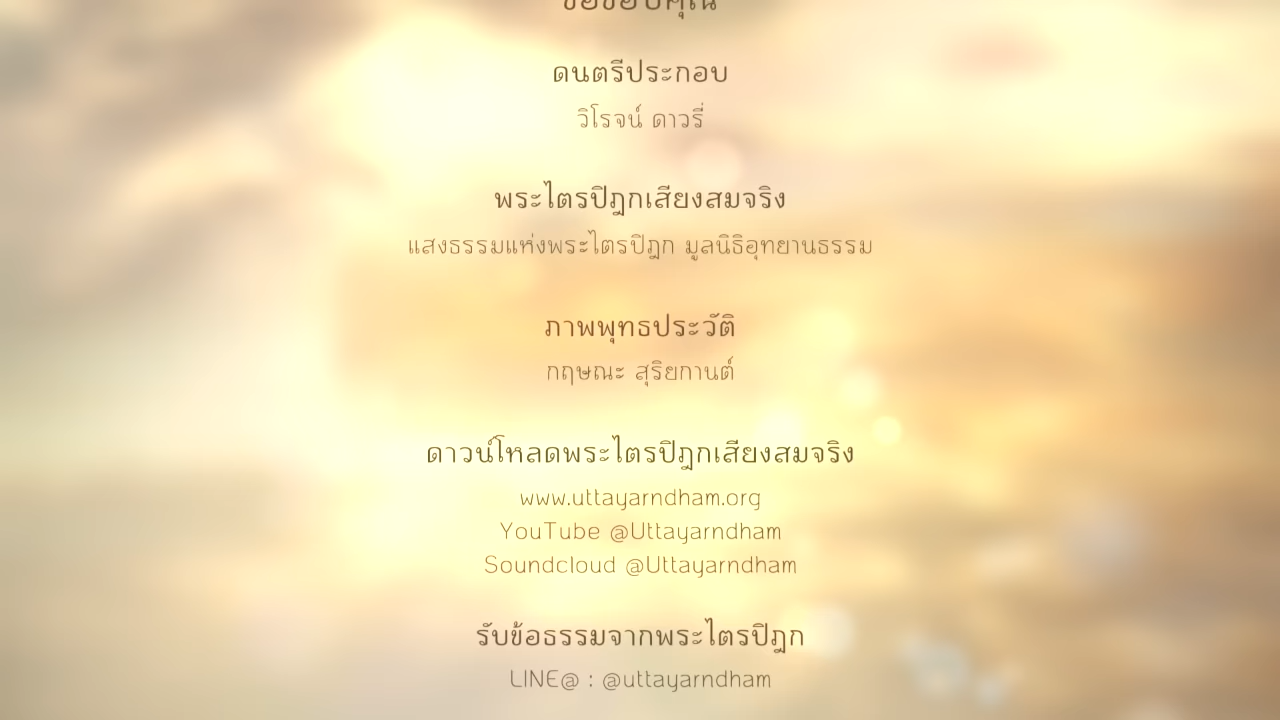 ขอขอบคุณ
ดนตรีประกอบ
วิโรจน์ ดาวรี่
พระไตรปิฎกเสียงสมจริง
แสงธรรมแห่งพระไตรปิฎก มูลนิธิอุทยานธรรม
ภาพพุทธประวัติ
กฤษณะ สุริยกานต์
ดาวน์โหลดพระไตรปิฎกเสียงสมจริง
www.uttayarndham.org
YouTube @Uttayarndham
Soundcloud @Uttayarndham
รับข้อธรรมจากพระไตรปิฎก
LINE@ : @uttayarndham